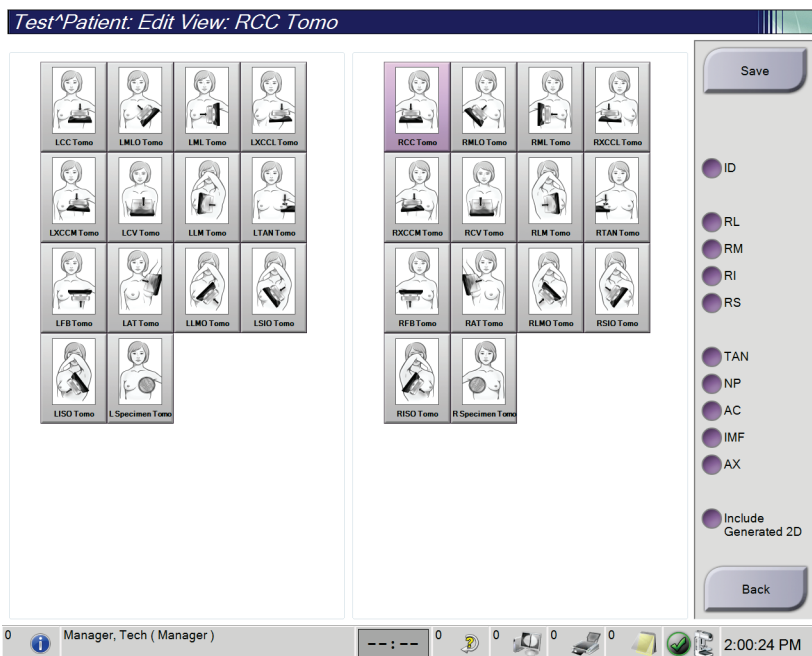 Test^Patient: Edit View: RCC Tomo
LCC Tomo
LMLO Tomo
LML Tomo
LXCCL Tomo
LXCCM Tomo
LCV Tomo
LLM Tomo
LTAN Tomo
LFB Tomo
LAT Tomo
LLMO Tomo
LSIO Tomo
LISO Tomo
L Specimen Tomo
RCC Tomo
RMLO Tomo
RML Tomo
RXCCL Tomo
RXCCM Tomo
RCV Tomo
RLM Tomo
RTAN Tomo
RFB Tomo
RAT Tomo
RLMO Tomo
RSIO Tomo
RISO Tomo
R Specimen Tomo
Save
ID
RL
RM
RI
RS
TAN
NP
AC
IMF
AX
Include
Generated 2D
Back
0
Manager, Tech ( Manager )
--:--
0
0
0
0
2:00:24 PM